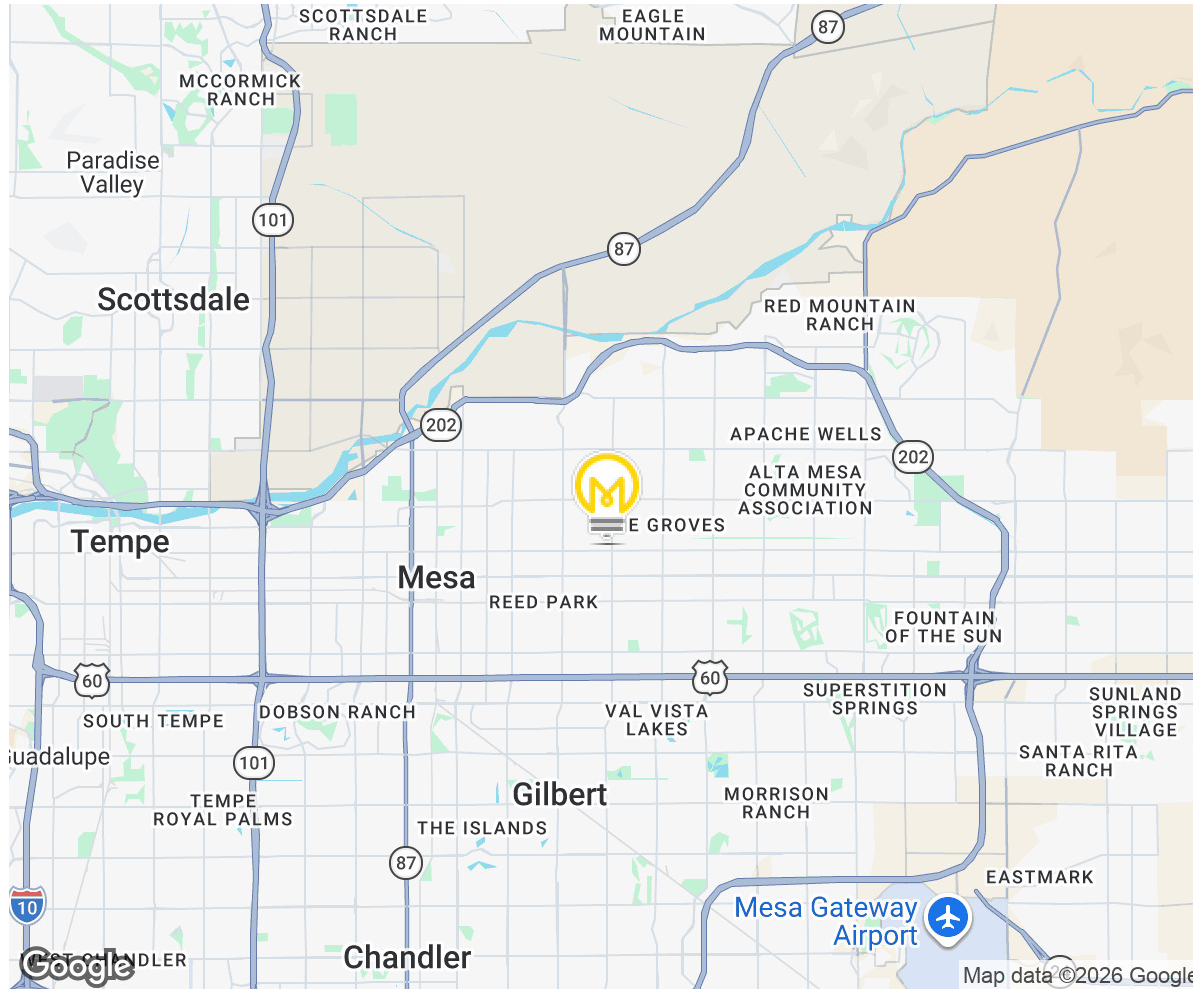 SCOTTSDALE
RANCH
EAGLE
MOUNTAIN
87
MCCORMICK
RANCH
Paradise
Valley
101
87
Scottsdale
RED MOUNTAIN
RANCH
202
APACHE WELLS
202
ALTA MESA
COMMUNITY
ASSOCIATION
M
E GROVES
Tempe
Mesa
REED PARK
FOUNTAIN
OF THE SUN
60
60
SUPERSTITION
SPRINGS
SUNLAND
SPRINGS
VILLAGE
SOUTH TEMPE
DOBSON RANCH
VAL VISTA
LAKES
Guadalupe
101
SANTA RITA
RANCH
Gilbert
TEMPE
ROYAL PALMS
MORRISON
RANCH
THE ISLANDS
87
EASTMARK
10
Mesa Gateway
Airport
WEST CHANDLER
Google
Chandler
Map data ©2026 Google